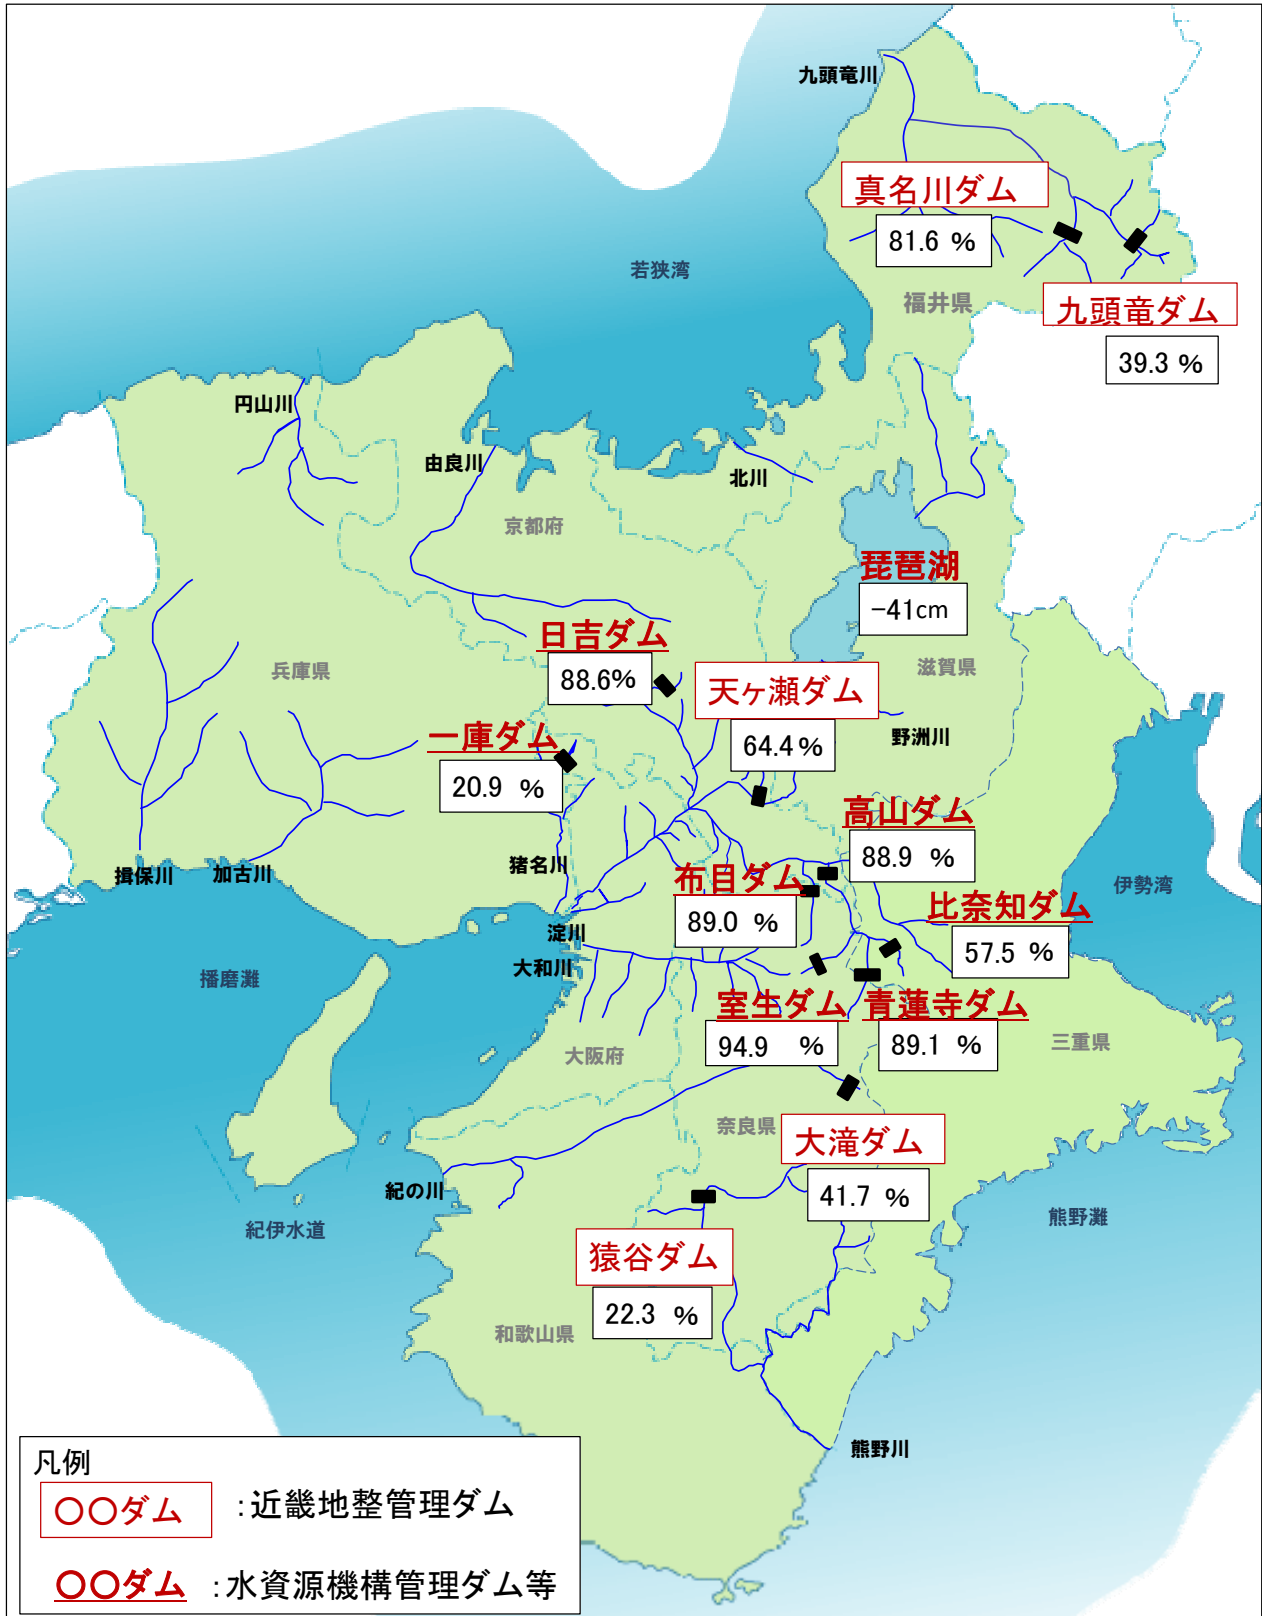 九頭竜川
真名川ダム
81.6 %
若狭湾
福井県
九頭竜ダム
39.3 %
円山川
由良川
北川
京都府
琵琶湖
-41cm
日吉ダム
88.6%
兵庫県
滋賀県
天ヶ瀬ダム
64.4%
野洲川
一庫ダム
20.9 %
高山ダム
88.9 %
猪名川
揖保川
加古川
布目ダム
89.0 %
伊勢湾
比奈知ダム
57.5 %
淀川
大和川
播磨灘
室生ダム
94.9 %
青蓮寺ダム
89.1 %
大阪府
三重県
奈良県
大滝ダム
41.7 %
紀の川
紀伊水道
熊野灘
猿谷ダム
22.3 %
和歌山県
熊野川
凡例
○○ダム :近畿地整管理ダム
○○ダム :水資源機構管理ダム等